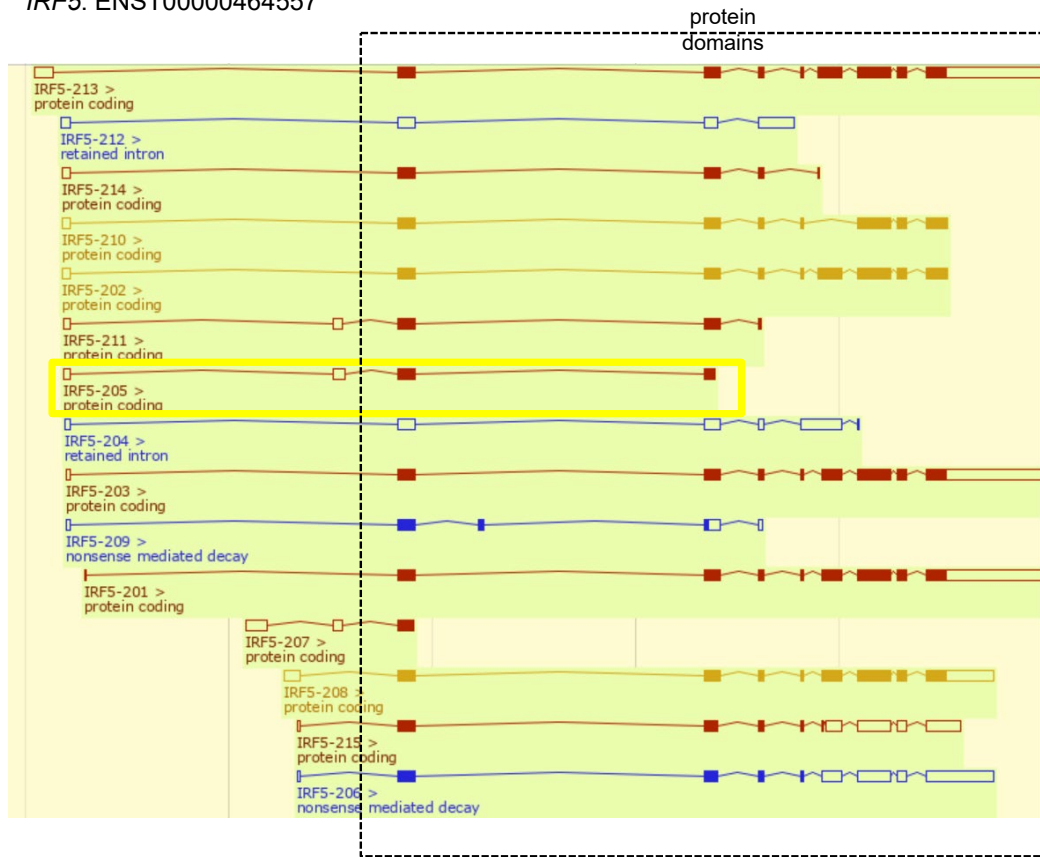 IRF5: ENST00000464557
protein
domains
IRF5-213 >
protein coding
IRF5-212 >
retained intron
IRF5-214 >
protein coding
IRF5-210 >
protein coding
IRF5-202 >
protein coding
IRF5-211 >
protein coding
IRF5-205 >
protein coding
IRF5-204 >
retained intron
IRF5-203 >
protein coding
IRF5-209 >
nonsense mediated decay
IRF5-201 >
protein coding
IRF5-207 >
protein coding
IRF5-208 >
protein coding
IRF5-215 >
protein coding
IRF5-206 >
nonsense mediated decay